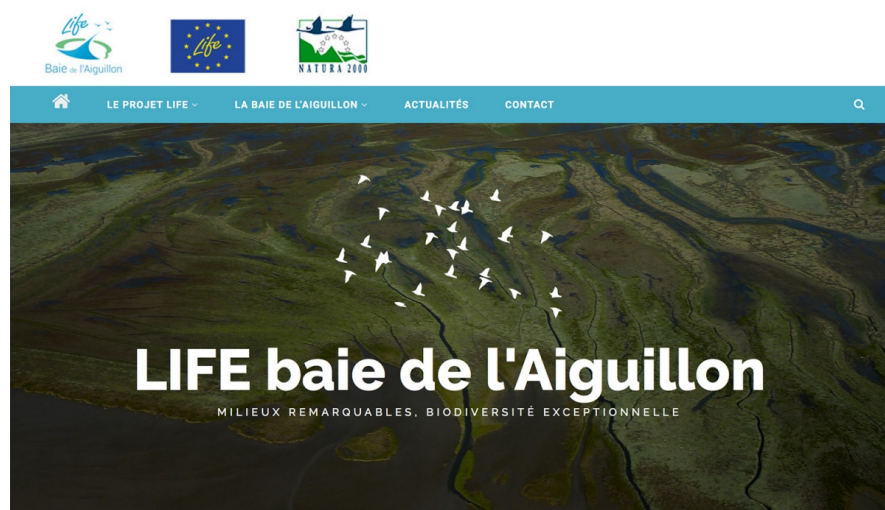 Life
Baie de l'Aiguillon
Life
NATURA 2000
LE PROJET LIFE
LA BAIE DE L'AIGUILLON
ACTUALITÉS
CONTACT
LIFE baie de l'Aiguillon
MILIEUX REMARQUABLES, BIODIVERSITÉ EXCEPTIONNELLE